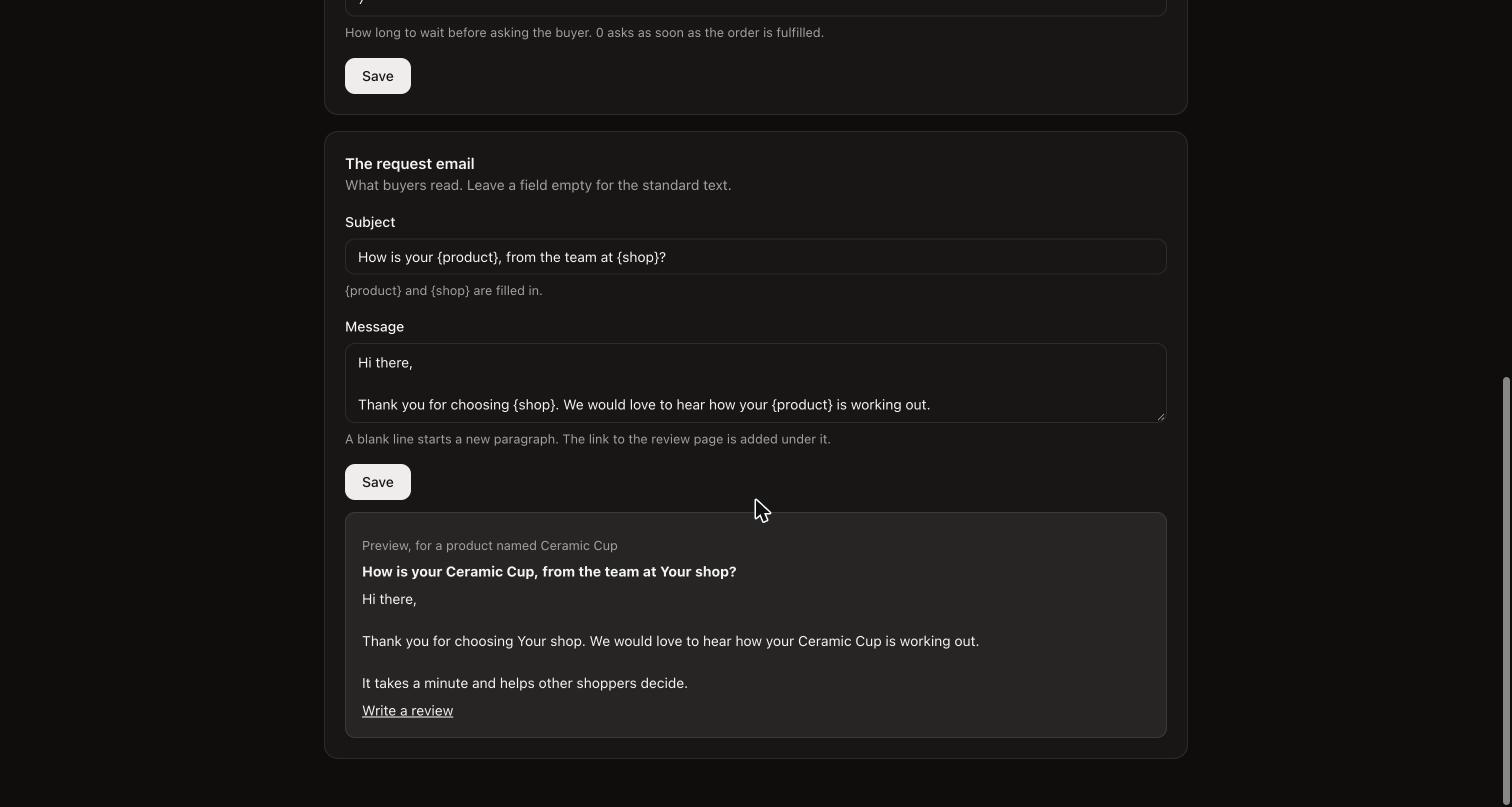 How long to wait before asking the buyer. 0 asks as soon as the order is fulfilled.
Save
The request email
What buyers read. Leave a field empty for the standard text.
Subject
How is your {product}, from the team at {shop}?
{product} and {shop} are filled in.
Message
Hi there,
Thank you for choosing {shop}. We would love to hear how your {product} is working out.
A blank line starts a new paragraph. The link to the review page is added under it.
Save
Preview, for a product named Ceramic Cup
How is your Ceramic Cup, from the team at Your shop?
Hi there,
Thank you for choosing Your shop. We would love to hear how your Ceramic Cup is working out.
It takes a minute and helps other shoppers decide.
Write a review